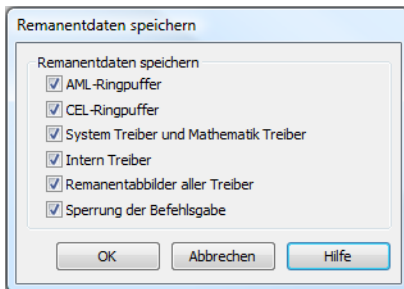 Remanentdaten speichern
Remanentdaten speichern
AML-Ringpuffer
CEL-Ringpuffer
System Treiber und Mathematik Treiber
Intern Treiber
Remanentabbilder aller Treiber
Sperrung der Befehlsgabe
OK Abbrechen Hilfe